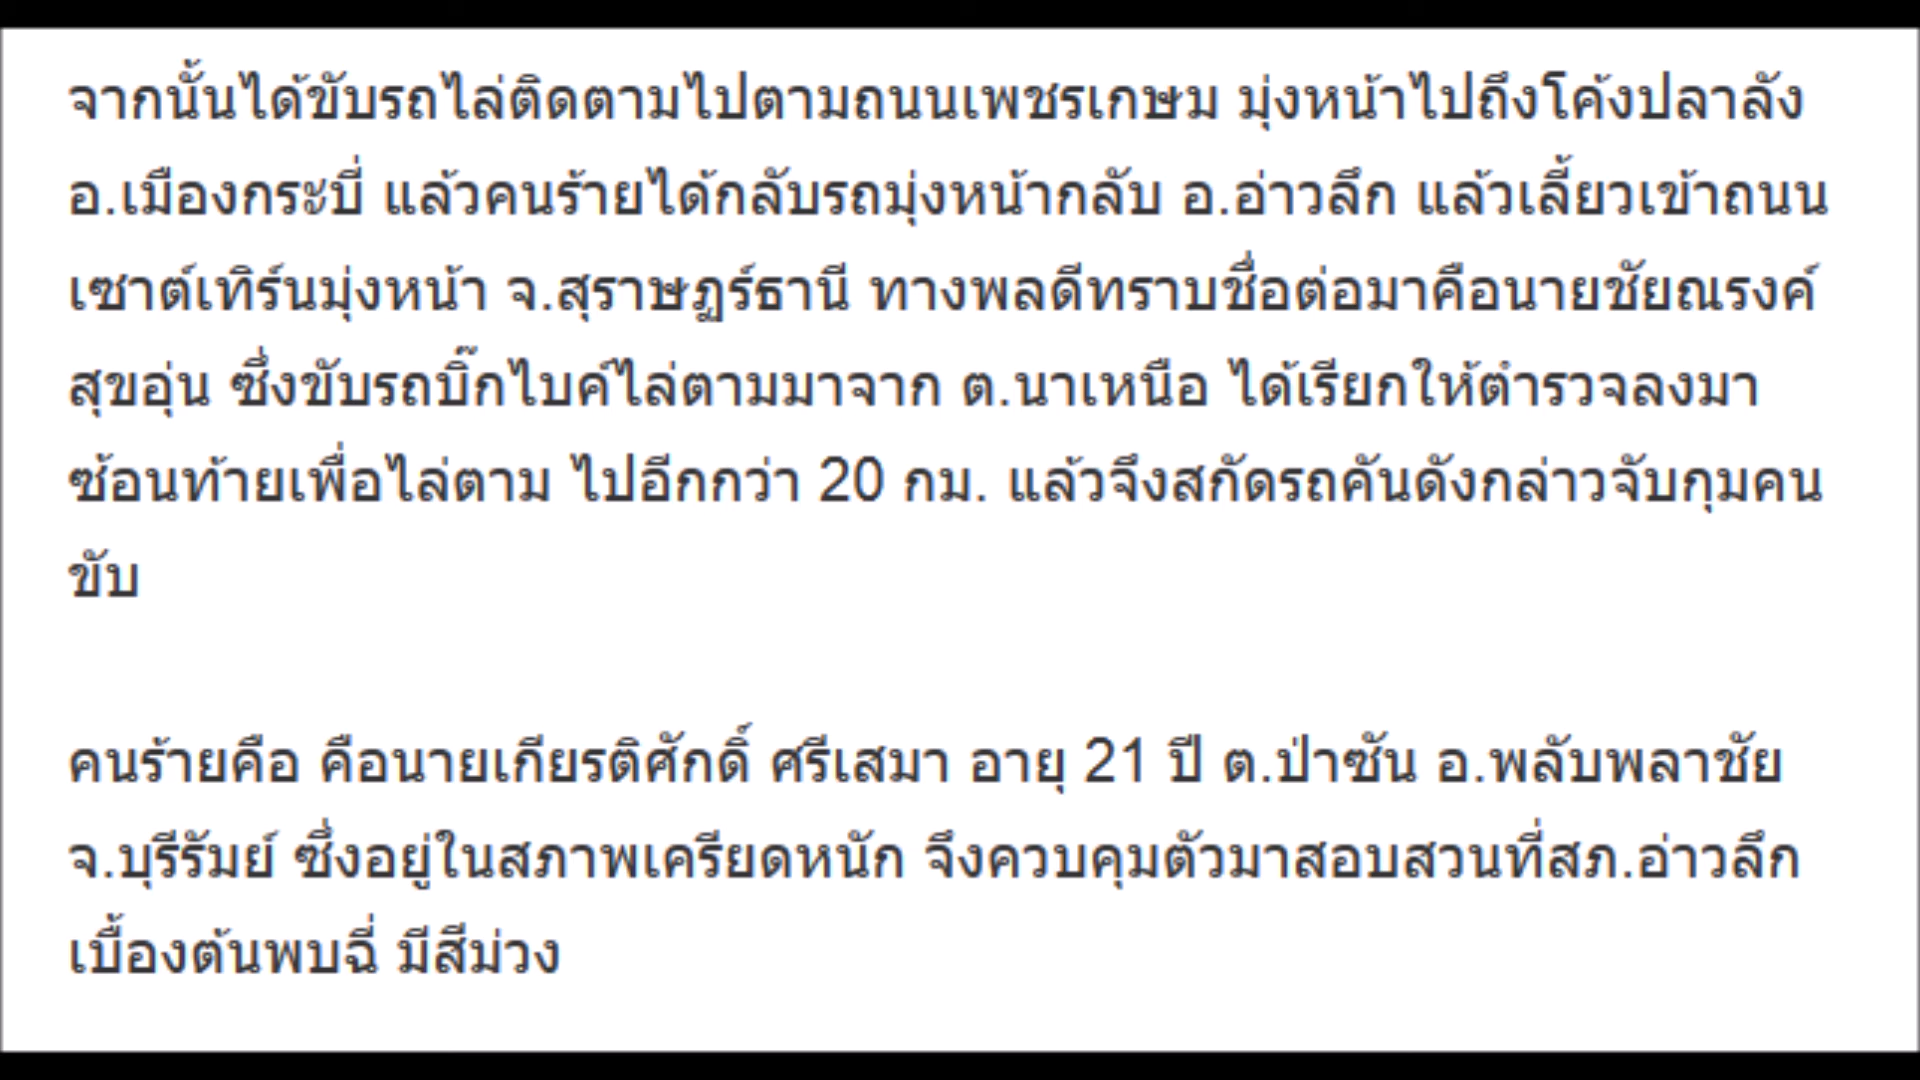 จากนั้นได้ขับรถไล่ติดตามไปตามถนนเพชรเกษม มุ่งหน้าไปถึงโค้งปลาลัง
อ.เมืองกระบี่ แล้วคนร้ายได้กลับรถมุ่งหน้ากลับ อ.อ่าวลึก แล้วเลี้ยวเข้าถนน
เซาต์เทิร์นมุ่งหน้า จ.สุราษฏร์ธานี ทางพลดีทราบชื่อต่อมาคือนายชัยณรงค์
สุขอุ่น ซึ่งขับรถบิ๊กไบค์ไล่ตามมาจาก ต.นาเหนือ ได้เรียกให้ตำรวจลงมา
ซ้อนท้ายเพื่อไล่ตาม ไปอีกกว่า 20 กม. แล้วจึงสกัดรถคันดังกล่าวจับกุมคน
ขับ
คนร้ายคือ คือนายเกียรติศักดิ์ ศรีเสมา อายุ 21 ปี ต.ป่าซัน อ.พลับพลาชัย
จ.บุรีรัมย์ ซึ่งอยู่ในสภาพเครียดหนัก จึงควบคุมตัวมาสอบสวนที่สภ.อ่าวลึก
เบื้องต้นพบฉี่ มีสีม่วง